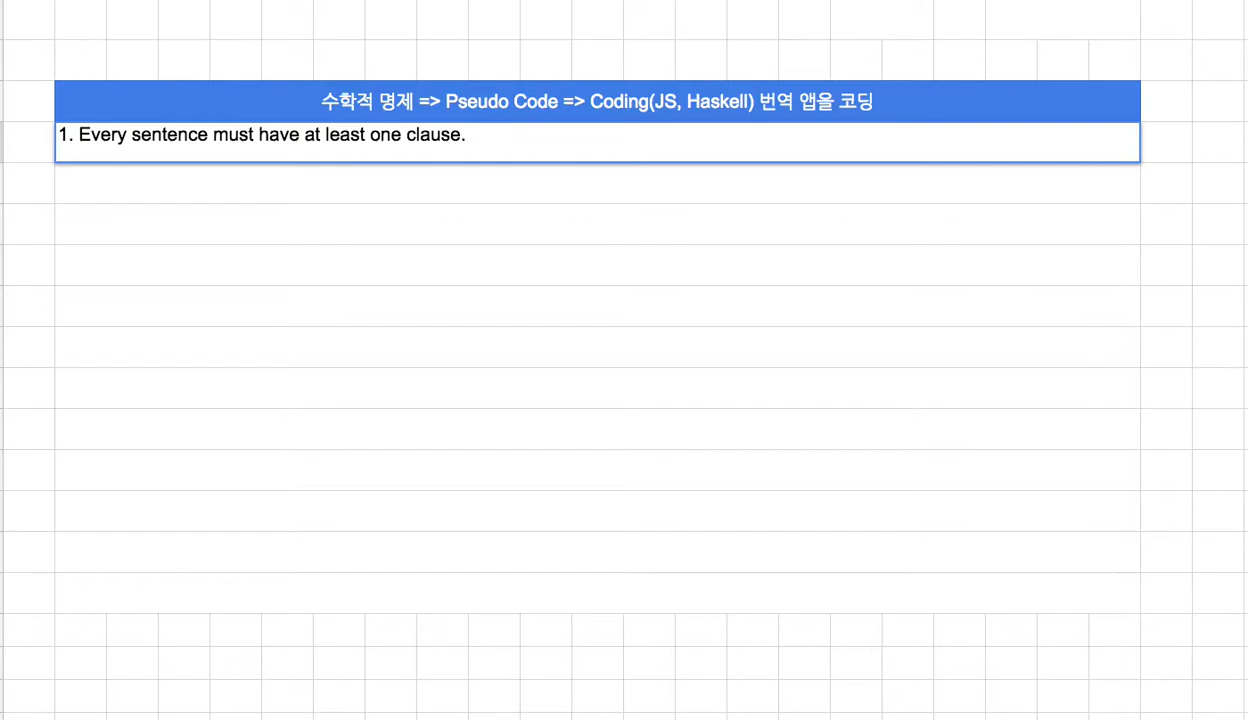 수학적 명제 => Pseudo Code => Coding(JS, Haskell) 번역 앱을 코딩
1. Every sentence must have at least one clause.